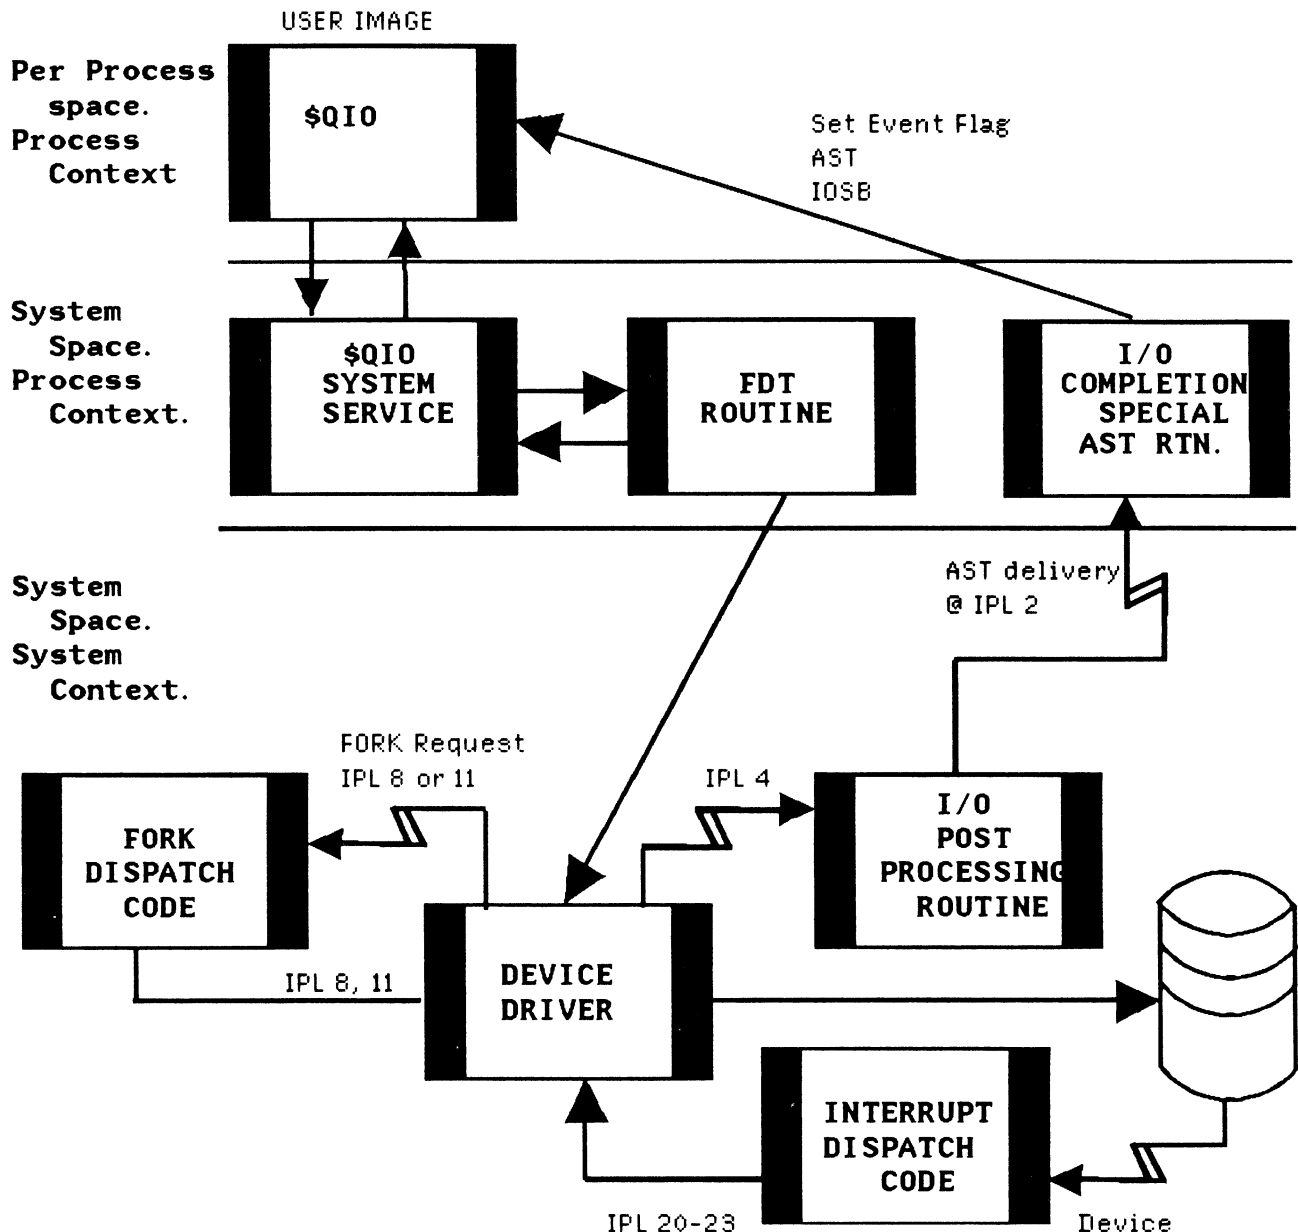 USER IMAGE
Per Process
space.
Process
Context
$QIO
Set Event Flag
AST
IOSB
System
Space.
Process
Context.
$QIO
SYSTEM
SERVICE
FDT
ROUTINE
I/O
COMPLETION
SPECIAL
AST RTN.
System
Space.
System
Context.
AST delivery
@ IPL 2
FORK Request
IPL 8 or 11
IPL 4
FORK
DISPATCH
CODE
I/O
POST
PROCESSING
ROUTINE
IPL 8, 11
DEVICE
DRIVER
INTERRUPT
DISPATCH
CODE
IPL 20-23
Device